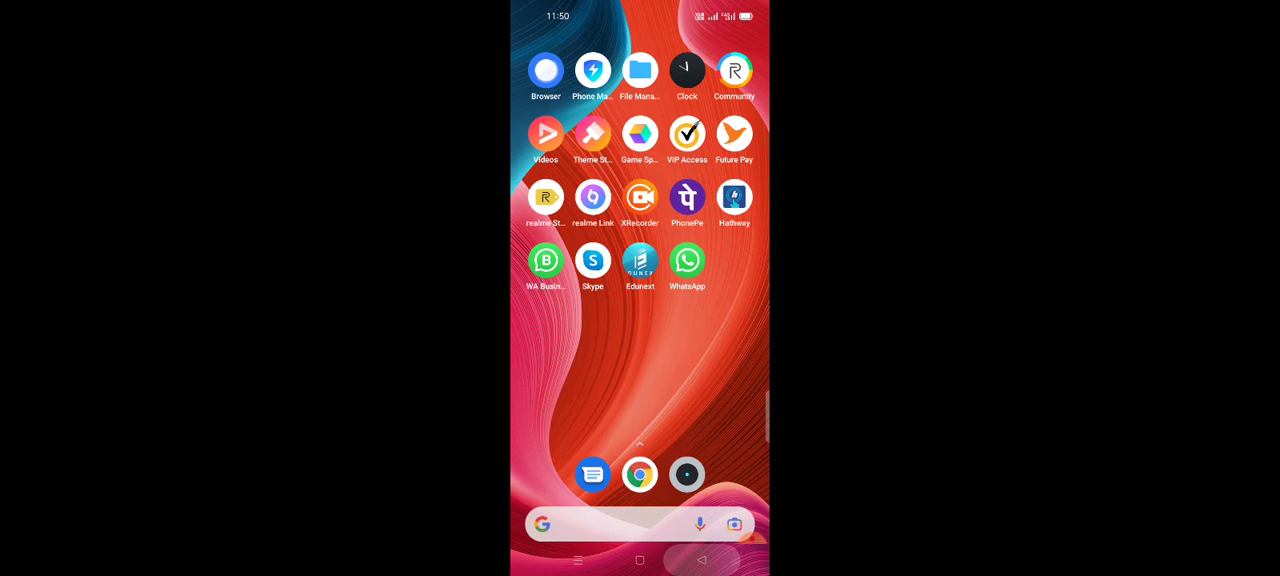 11:50
Browser Phone Ma... File Mana... Clock Community
Videos Theme St... Game Sp... VIP Access Future Pay
realme St... realme Link XRecorder PhonePe Hathway
WA Busin... Skype Edunext WhatsApp